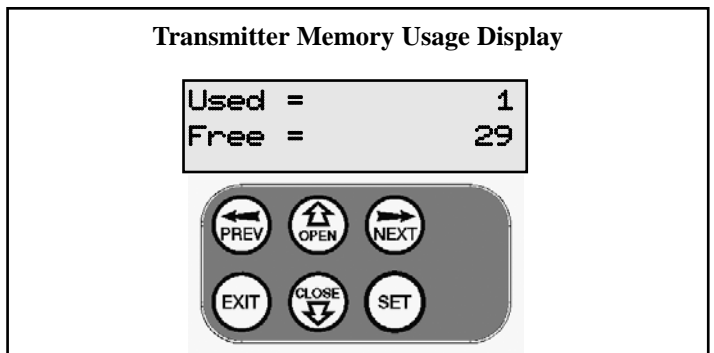 Transmitter Memory Usage Display
Used = 1
Free = 29
PREV OPEN NEXT
EXIT CLOSE SET